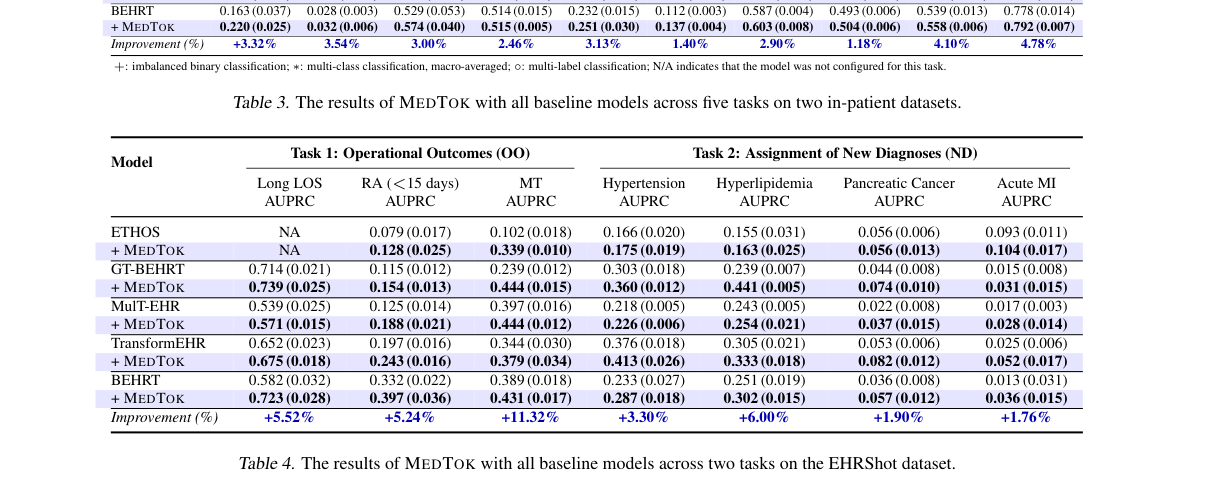 BEHRT 0.163 (0.037) 0.028 (0.003) 0.529 (0.053) 0.514 (0.015) 0.232 (0.015) 0.112 (0.003) 0.587 (0.004) 0.493 (0.006) 0.539 (0.013) 0.778 (0.014)
+ MEDTOK 0.220 (0.025) 0.032 (0.006) 0.574 (0.040) 0.515 (0.005) 0.251 (0.030) 0.137 (0.004) 0.603 (0.008) 0.504 (0.006) 0.558 (0.006) 0.792 (0.007)
Improvement (%) +3.32% 3.54% 3.00% 2.46% 3.13% 1.40% 2.90% 1.18% 4.10% 4.78%
+: imbalanced binary classification; *: multi-class classification, macro-averaged; ○: multi-label classification; N/A indicates that the model was not configured for this task.
Table 3. The results of MEDTOK with all baseline models across five tasks on two in-patient datasets.
Model Task 1: Operational Outcomes (OO) Task 2: Assignment of New Diagnoses (ND)
Long LOS RA (<15 days) MT Hypertension Hyperlipidemia Pancreatic Cancer Acute MI
AUPRC AUPRC AUPRC AUPRC AUPRC AUPRC AUPRC
ETHOS NA 0.079 (0.017) 0.102 (0.018) 0.166 (0.020) 0.155 (0.031) 0.056 (0.006) 0.093 (0.011)
+ MEDTOK NA 0.128 (0.025) 0.339 (0.010) 0.175 (0.019) 0.163 (0.025) 0.056 (0.013) 0.104 (0.017)
GT-BEHRT 0.714 (0.021) 0.115 (0.012) 0.239 (0.012) 0.303 (0.018) 0.239 (0.007) 0.044 (0.008) 0.015 (0.008)
+ MEDTOK 0.739 (0.025) 0.154 (0.013) 0.444 (0.015) 0.360 (0.012) 0.441 (0.005) 0.074 (0.010) 0.031 (0.015)
MulT-EHR 0.539 (0.025) 0.125 (0.014) 0.397 (0.016) 0.218 (0.005) 0.243 (0.005) 0.022 (0.008) 0.017 (0.003)
+ MEDTOK 0.571 (0.015) 0.188 (0.021) 0.444 (0.012) 0.226 (0.006) 0.254 (0.021) 0.037 (0.015) 0.028 (0.014)
TransformEHR 0.652 (0.023) 0.197 (0.016) 0.344 (0.030) 0.376 (0.018) 0.305 (0.021) 0.053 (0.006) 0.025 (0.006)
+ MEDTOK 0.675 (0.018) 0.243 (0.016) 0.379 (0.034) 0.413 (0.026) 0.333 (0.018) 0.082 (0.012) 0.052 (0.017)
BEHRT 0.582 (0.032) 0.332 (0.022) 0.389 (0.018) 0.233 (0.027) 0.251 (0.019) 0.036 (0.008) 0.013 (0.031)
+ MEDTOK 0.723 (0.028) 0.397 (0.036) 0.431 (0.017) 0.287 (0.018) 0.302 (0.015) 0.057 (0.012) 0.036 (0.015)
Improvement (%) +5.52% +5.24% +11.32% +3.30% +6.00% +1.90% +1.76%
Table 4. The results of MEDTOK with all baseline models across two tasks on the EHRShot dataset.